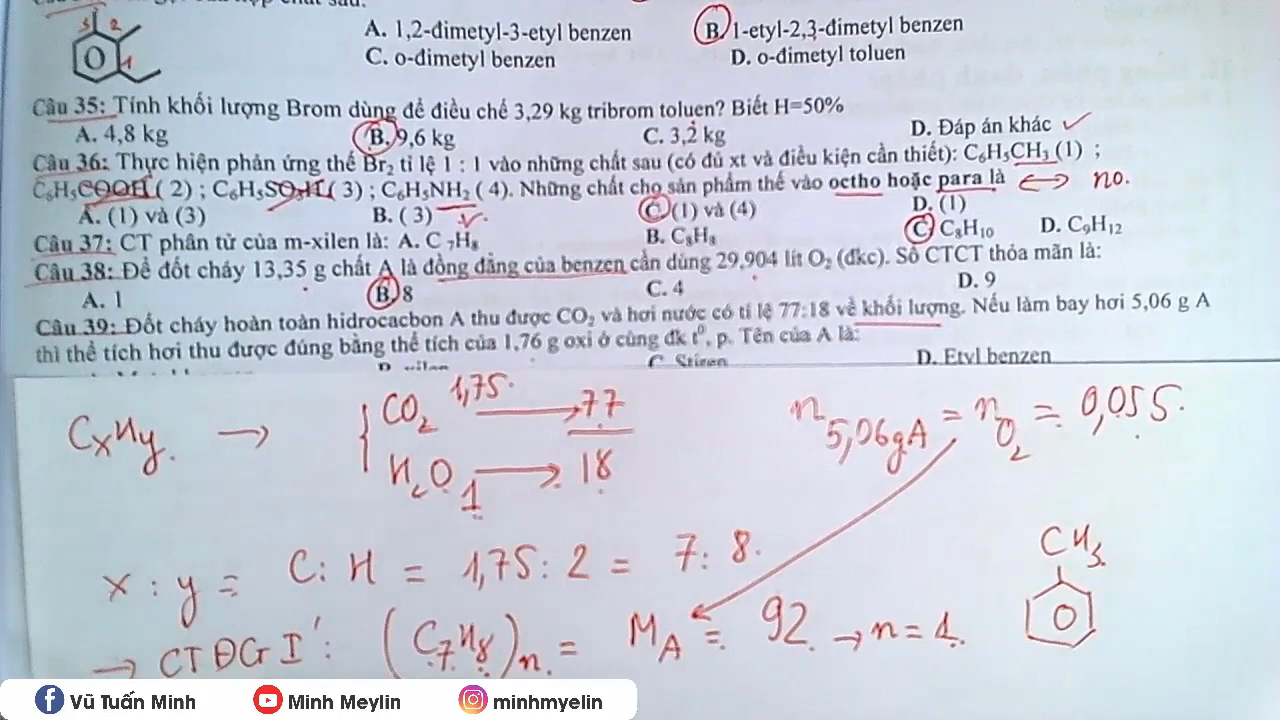 3 2
1
A. 1,2-đimetyl-3-etyl benzen B. 1-etyl-2,3-đimetyl benzen
C. o-đimetyl benzen D. o-đimetyl toluen
Câu 35: Tính khối lượng Brom dùng để điều chế 3,29 kg tribrom toluen? Biết H=50%
A. 4,8 kg B. 9,6 kg C. 3,2 kg D. Đáp án khác
Câu 36: Thực hiện phản ứng thế Br₂ tỉ lệ 1 : 1 vào những chất sau (có đủ xt và điều kiện cần thiết): C₆H₅CH₃ (1) ;
C₆H₅COOH ( 2) ; C₆H₅SO₃H ( 3) ; C₆H₅NH₂ ( 4). Những chất cho sản phẩm thế vào octho hoặc para là ↔ no.
A. (1) và (3) B. ( 3) C. (1) và (4) D. (1)
Câu 37: CT phân tử của m-xilen là: A. C₇H₈ B. C₈H₈ C. C₈H₁₀ D. C₉H₁₂
Câu 38: Để đốt cháy 13,35 g chất A là đồng đẳng của benzen cần dùng 29,904 lít O₂ (đkc). Số CTCT thỏa mãn là:
A. 1 B. 8 C. 4 D. 9
Câu 39: Đốt cháy hoàn toàn hidrocacbon A thu được CO₂ và hơi nước có tỉ lệ 77:18 về khối lượng. Nếu làm bay hơi 5,06 g A
thì thể tích hơi thu được đúng bằng thể tích của 1,76 g oxi ở cùng đk t⁰, p. Tên của A là:
C. Stiren D. Etyl benzen
CxHy → { CO₂ 1,75 → 77
H₂O 1 → 18
n 5,06gA = nO₂ = 0,055.
x : y = C : H = 1,75 : 2 = 7 : 8.
→ CTĐGI': (C₇H₈)n = MA = 92 → n = 1.
CH₃
Vũ Tuấn Minh Minh Meylin minhmyelin